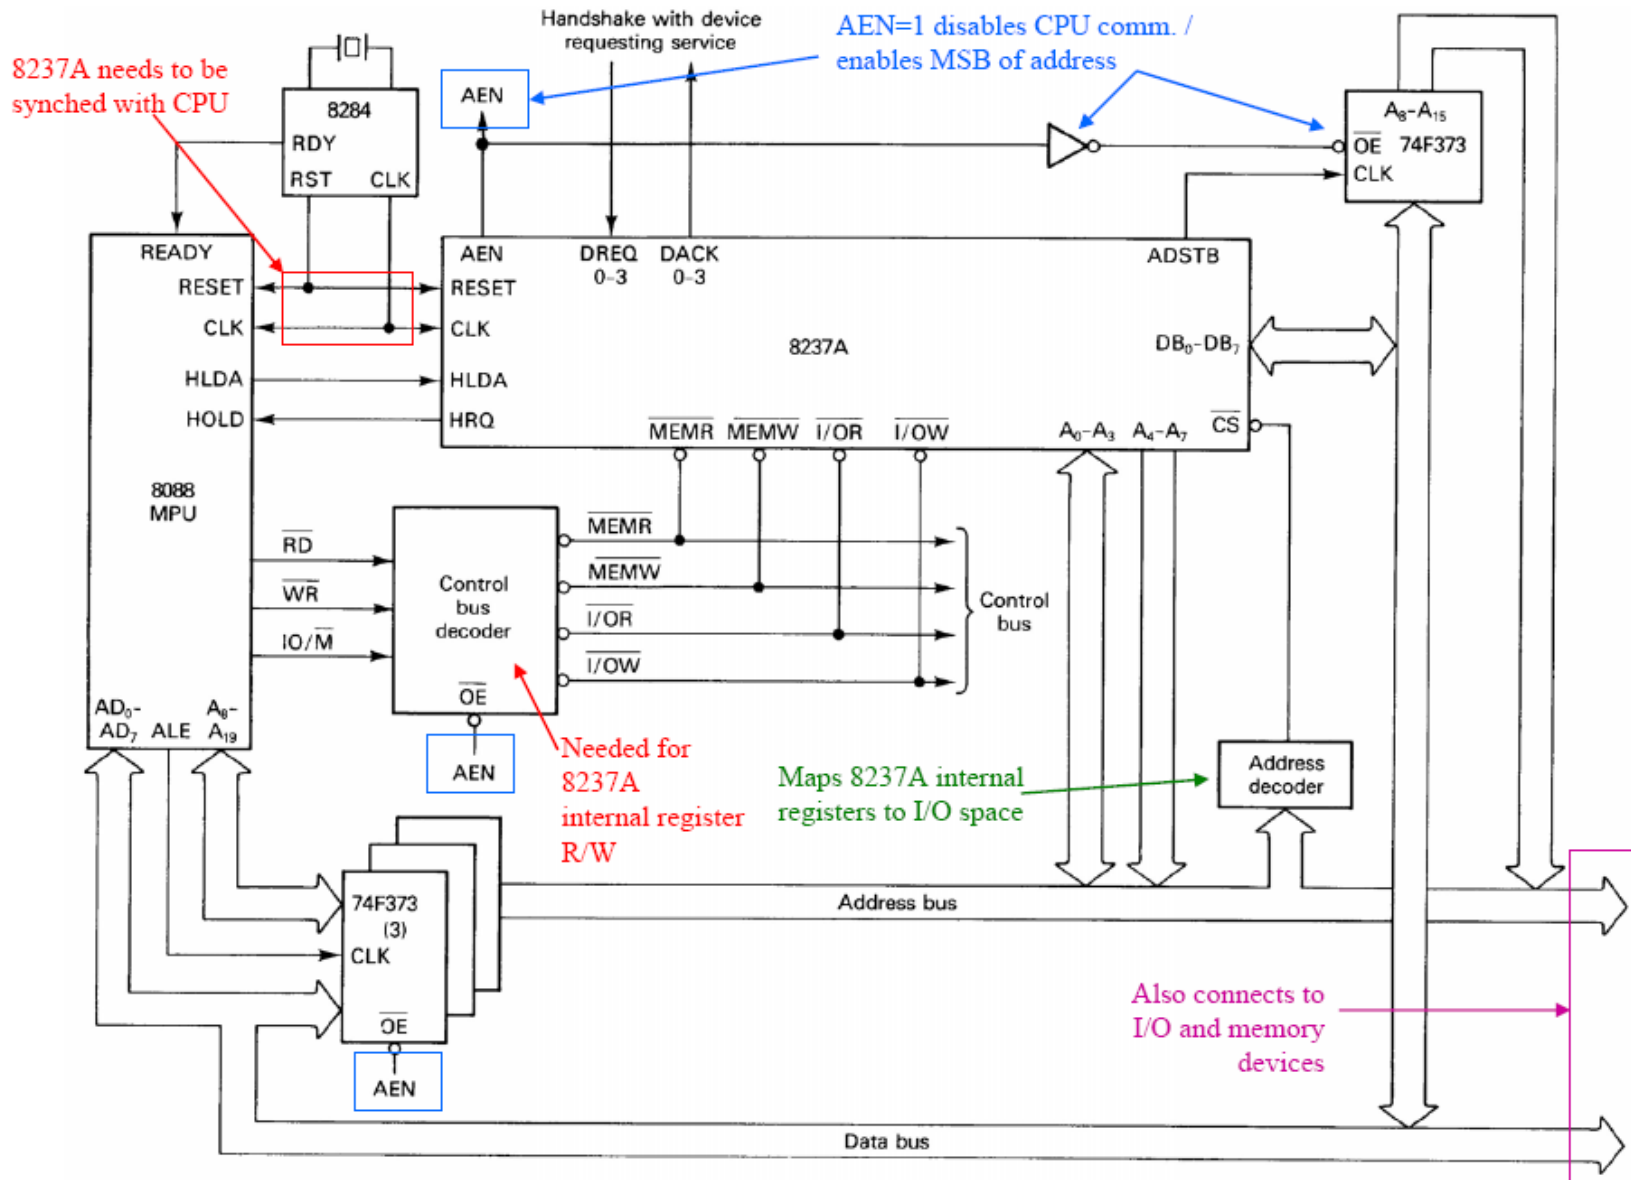 Handshake with device
requesting service
AEN=1 disables CPU comm. /
enables MSB of address
8237A needs to be
synched with CPU
8284
RDY
RST CLK
AEN
A8-A15
OE 74F373
CLK
READY
RESET
CLK
HLDA
HOLD
8088
MPU
AD0-
AD7
ALE
A8-
A19
AEN
DREQ
0-3
DACK
0-3
ADSTB
RESET
CLK
HLDA
HRQ
8237A
DB0-DB7
CS
MEMR MEMW I/OR I/OW
A0-A3 A4-A7
RD
WR
IO/M
Control
bus
decoder
OE
AEN
MEMR
MEMW
I/OR
I/OW
Control
bus
Needed for
8237A
internal register
R/W
Maps 8237A internal
registers to I/O space
Address
decoder
74F373
(3)
CLK
OE
AEN
Address bus
Also connects to
I/O and memory
devices
Data bus